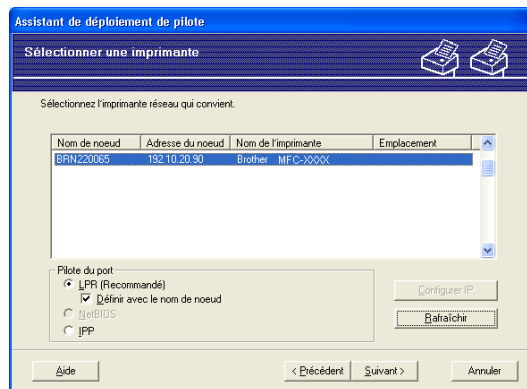 Assistant de déploiement de pilote
Sélectionner une imprimante
Sélectionnez l'imprimante réseau qui convient.
Nom de noeud Adresse du noeud Nom de l'imprimante Emplacement
BRN220065 192.10.20.90 Brother MFC-XXXX
Pilote du port
LPR (Recommandé)
Définir avec le nom de noeud
NetBIOS
IPP
Configurer IP
Rafraîchir
Aide < Précédent Suivant > Annuler